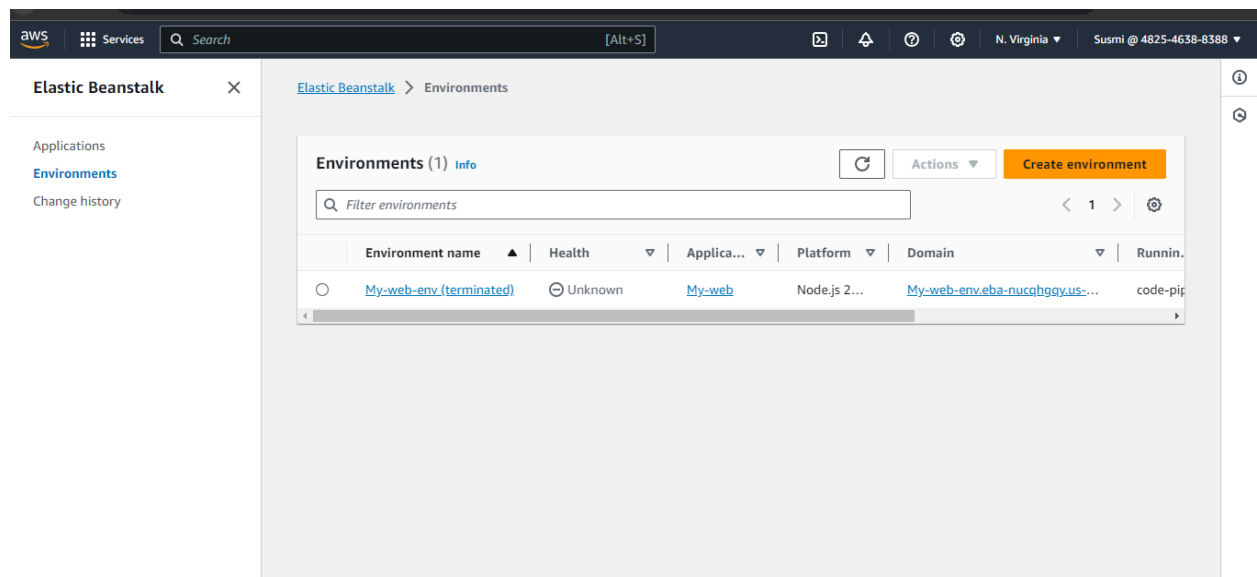 aws Services Search [Alt+S] N. Virginia Susmi @ 4825-4638-8388
Elastic Beanstalk
Applications
Environments
Change history
Elastic Beanstalk > Environments
Environments (1) Info Actions Create environment
Filter environments 1
Environment name Health Applica... Platform Domain Runnin.
My-web-env (terminated) Unknown My-web Node.js 2... My-web-env.eba-nucqhgqy.us-... code-pip